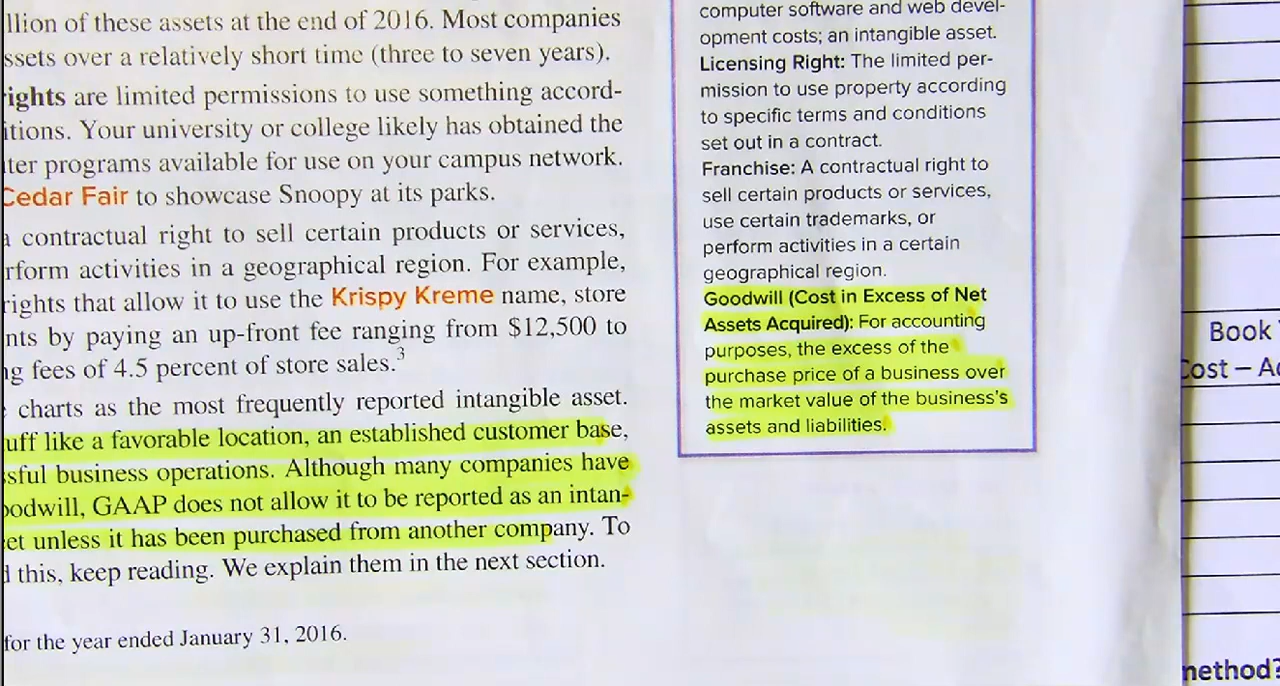 llion of these assets at the end of 2016. Most companies
ssets over a relatively short time (three to seven years).
ights are limited permissions to use something accord-
itions. Your university or college likely has obtained the
ter programs available for use on your campus network.
Cedar Fair to showcase Snoopy at its parks.
a contractual right to sell certain products or services,
rform activities in a geographical region. For example,
rights that allow it to use the Krispy Kreme name, store
nts by paying an up-front fee ranging from $12,500 to
ng fees of 4.5 percent of store sales.3
charts as the most frequently reported intangible asset.
uff like a favorable location, an established customer base,
sful business operations. Although many companies have
oodwill, GAAP does not allow it to be reported as an intan-
et unless it has been purchased from another company. To
d this, keep reading. We explain them in the next section.
for the year ended January 31, 2016.
computer software and web devel-
opment costs; an intangible asset.
Licensing Right: The limited per-
mission to use property according
to specific terms and conditions
set out in a contract.
Franchise: A contractual right to
sell certain products or services,
use certain trademarks, or
perform activities in a certain
geographical region.
Goodwill (Cost in Excess of Net
Assets Acquired): For accounting
purposes, the excess of the
purchase price of a business over
the market value of the business's
assets and liabilities.
Book
Cost – Ac
method?